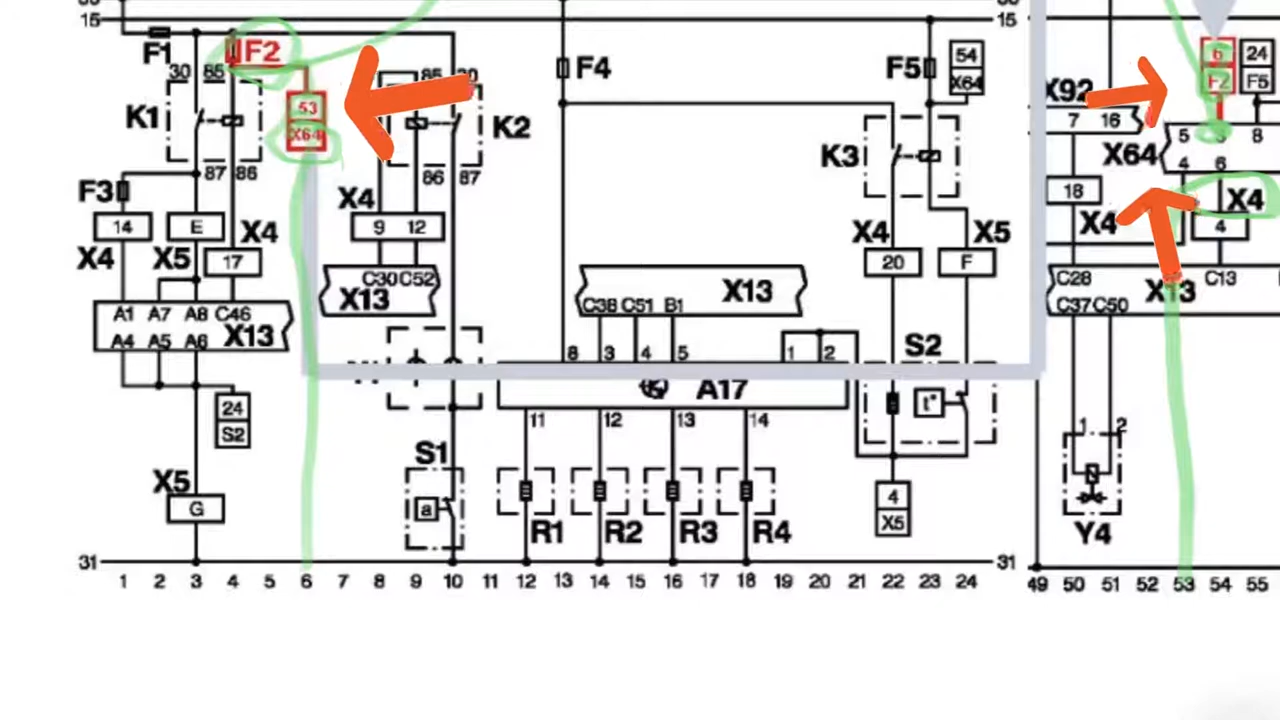 15 15
F1 F2 F4 F5 54 6 24
30 85 85 30 X64 F2 F5
53 X92
K1 X64 K2 7 16 5 3 8
K3 X64 4 6
87 86 86 87
F3 X4 18 X4
14 E X4 9 12 X4 X5 X4 4
X4 X5 17 20 F
C30 C52 X13 C28 C13
X13 C38 C51 B1 C37 C50 X13
A1 A7 A8 C46 X13
A4 A5 A6
8 3 4 5 1 2 S2
A17
24 t°
S2 11 12 13 14 1 2
S1
X5 4
G a X5
R1 R2 R3 R4 Y4
31 31
1 2 3 4 5 6 7 8 9 10 11 12 13 14 15 16 17 18 19 20 21 22 23 24 49 50 51 52 53 54 55